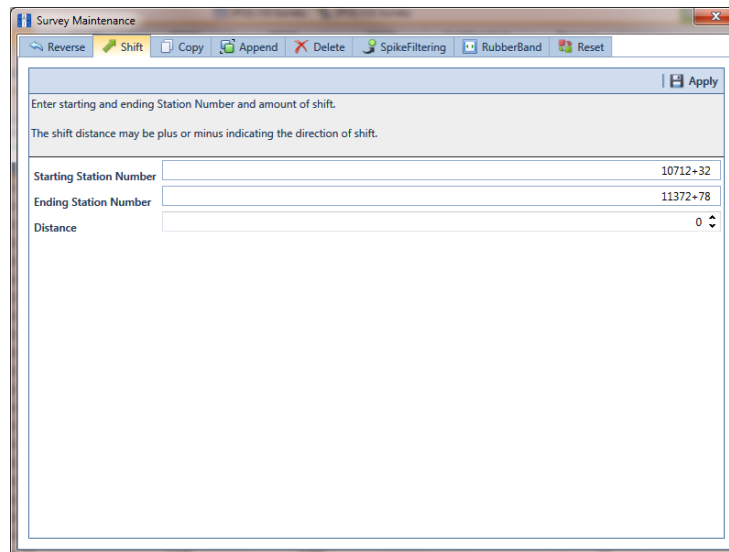 Survey Maintenance
Reverse Shift Copy Append Delete SpikeFiltering RubberBand Reset
Apply
Enter starting and ending Station Number and amount of shift.
The shift distance may be plus or minus indicating the direction of shift.
Starting Station Number 10712+32
Ending Station Number 11372+78
Distance 0